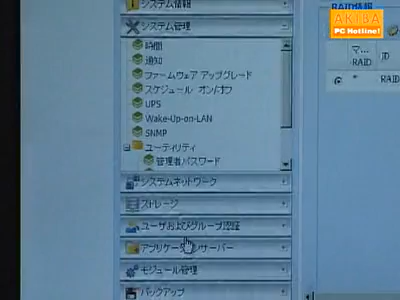 システム情報
RAID情報
AKIBA
PC Hotline!
システム管理
時間
通知
ファームウェア アップグレード
スケジュール オン/オフ
UPS
Wake-Up-on-LAN
SNMP
ユーティリティ
管理者パスワード
マ... RAID
ID
* RAID
システムネットワーク
ストレージ
ユーザおよびグループ認証
アプリケーションサーバー
モジュール管理
バックアップ